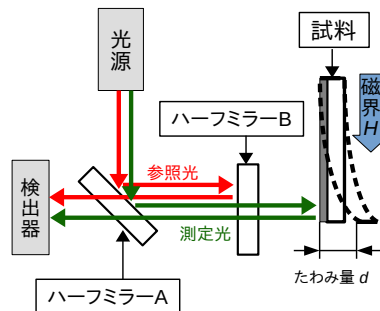 光源
試料
ハーフミラーB
磁界
H
参照光
検出器
測定光
たわみ量 d
ハーフミラーA